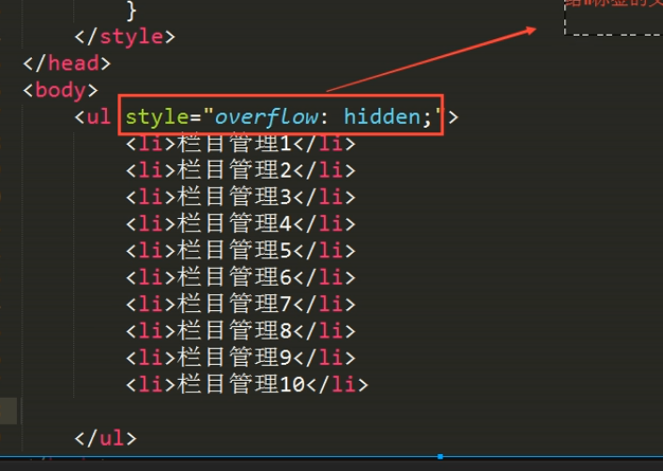 }
</style>
</head>
<body>
<ul style="overflow: hidden;">
<li>栏目管理1</li>
<li>栏目管理2</li>
<li>栏目管理3</li>
<li>栏目管理4</li>
<li>栏目管理5</li>
<li>栏目管理6</li>
<li>栏目管理7</li>
<li>栏目管理8</li>
<li>栏目管理9</li>
<li>栏目管理10</li>
</ul>